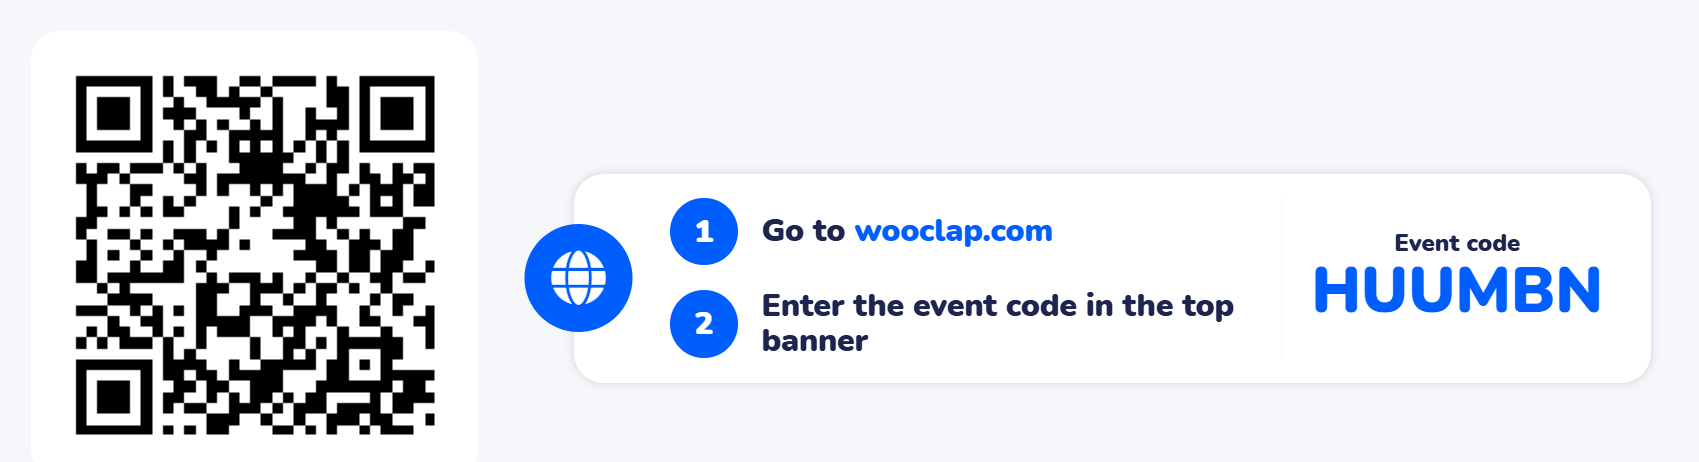 1 Go to wooclap.com
2 Enter the event code in the top
banner
Event code
HUUMBN